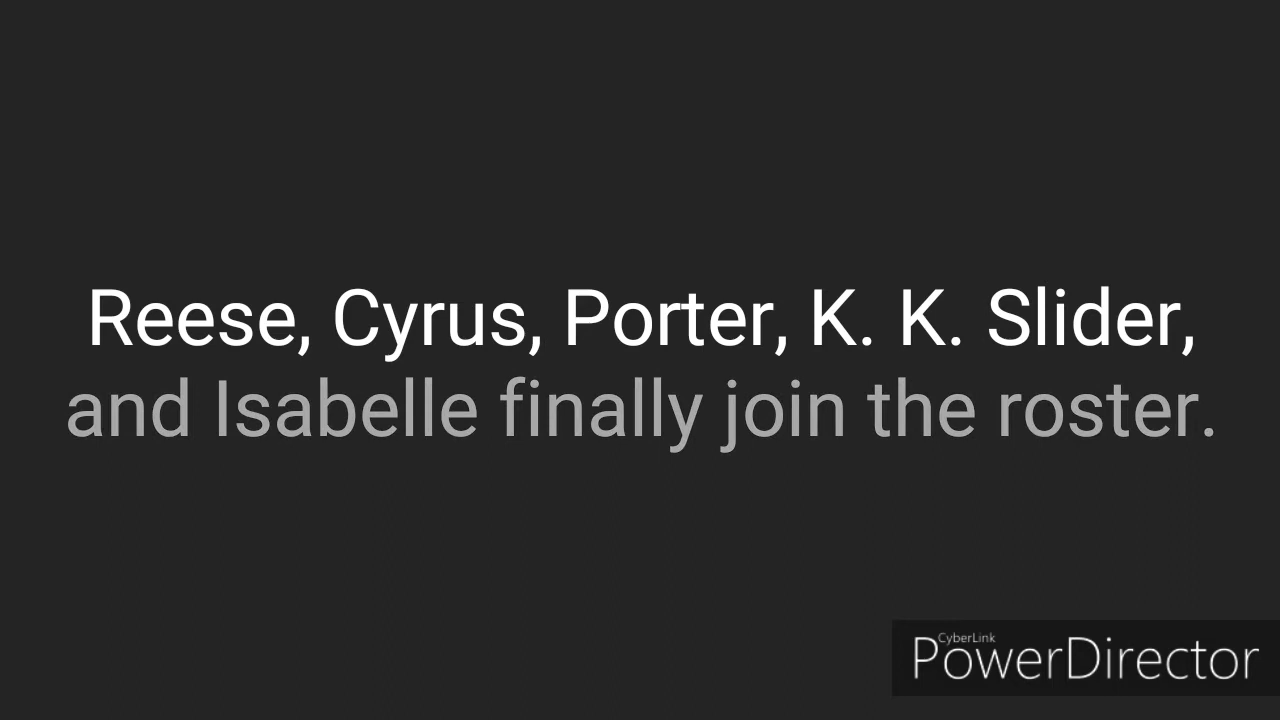 Reese, Cyrus, Porter, K. K. Slider,
and Isabelle finally join the roster.
CyberLink
PowerDirector